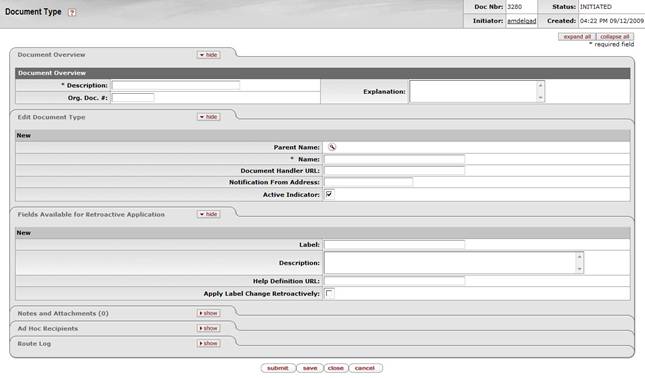 Document Type ?
Doc Nbr: 3280 Status: INITIATED
Initiator: amdelgad Created: 04:22 PM 09/12/2009
expand all collapse all
* required field
Document Overview hide
Document Overview
* Description: Explanation:
Org. Doc. #:
Edit Document Type hide
New
Parent Name:
* Name:
Document Handler URL:
Notification From Address:
Active Indicator:
Fields Available for Retroactive Application hide
New
Label:
Description:
Help Definition URL:
Apply Label Change Retroactively:
Notes and Attachments (0) show
Ad Hoc Recipients show
Route Log show
submit save close cancel